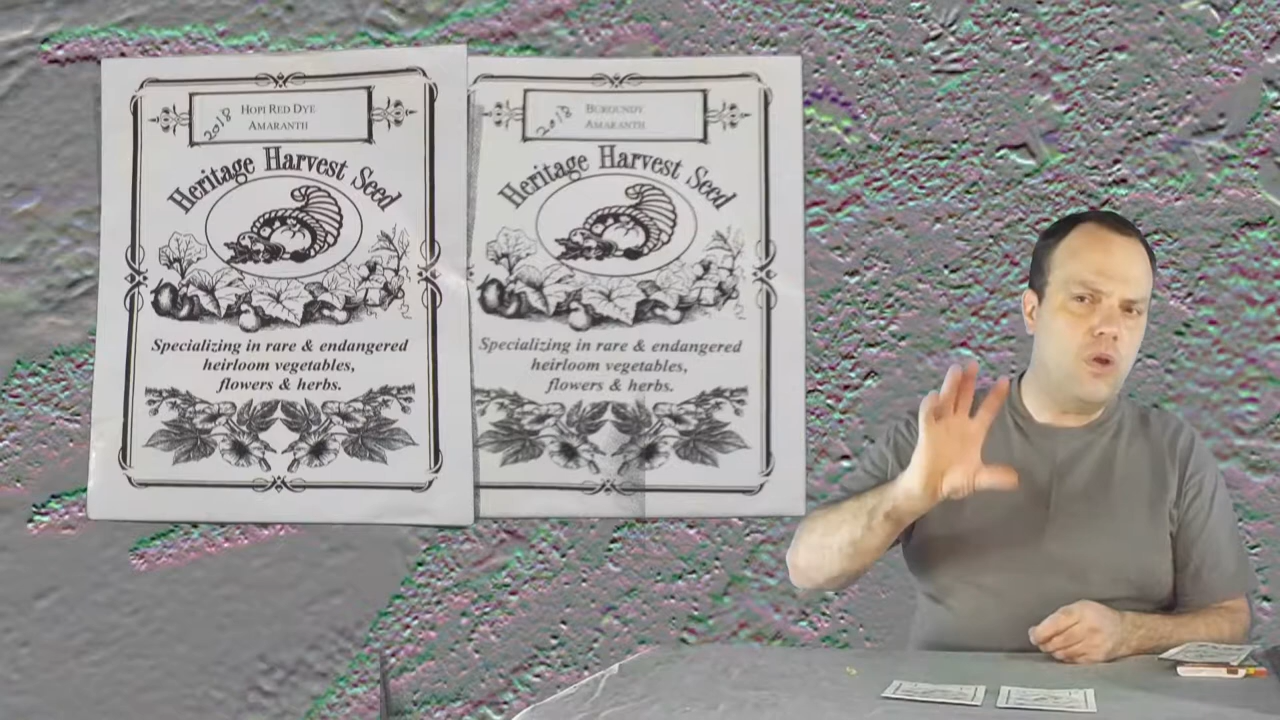 2018
HOPI RED DYE
AMARANTH
Heritage Harvest Seed
Specializing in rare & endangered
heirloom vegetables,
flowers & herbs.
2018
BURGUNDY
AMARANTH
Heritage Harvest Seed
Specializing in rare & endangered
heirloom vegetables,
flowers & herbs.